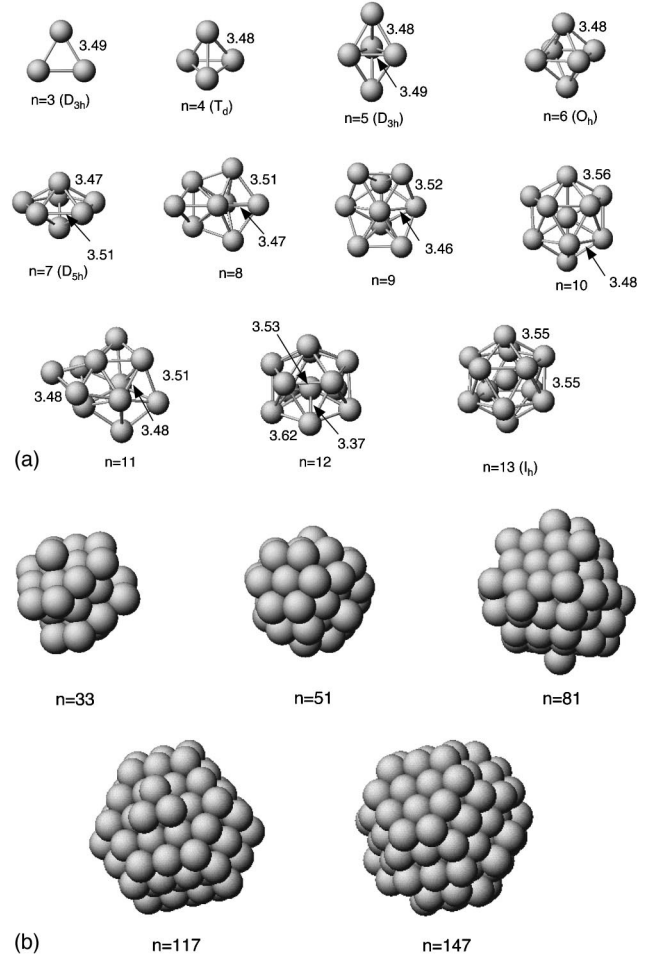 3.49
n=3 (D3h)
3.48
n=4 (Td)
3.48
3.49
n=5 (D3h)
3.48
n=6 (Oh)
3.47
3.51
n=7 (D5h)
3.51
3.47
n=8
3.52
3.46
n=9
3.56
3.48
n=10
3.51
3.48
3.48
n=11
3.53
3.62
3.37
n=12
3.55
3.55
n=13 (Ih)
(a)
n=33
n=51
n=81
n=117
n=147
(b)